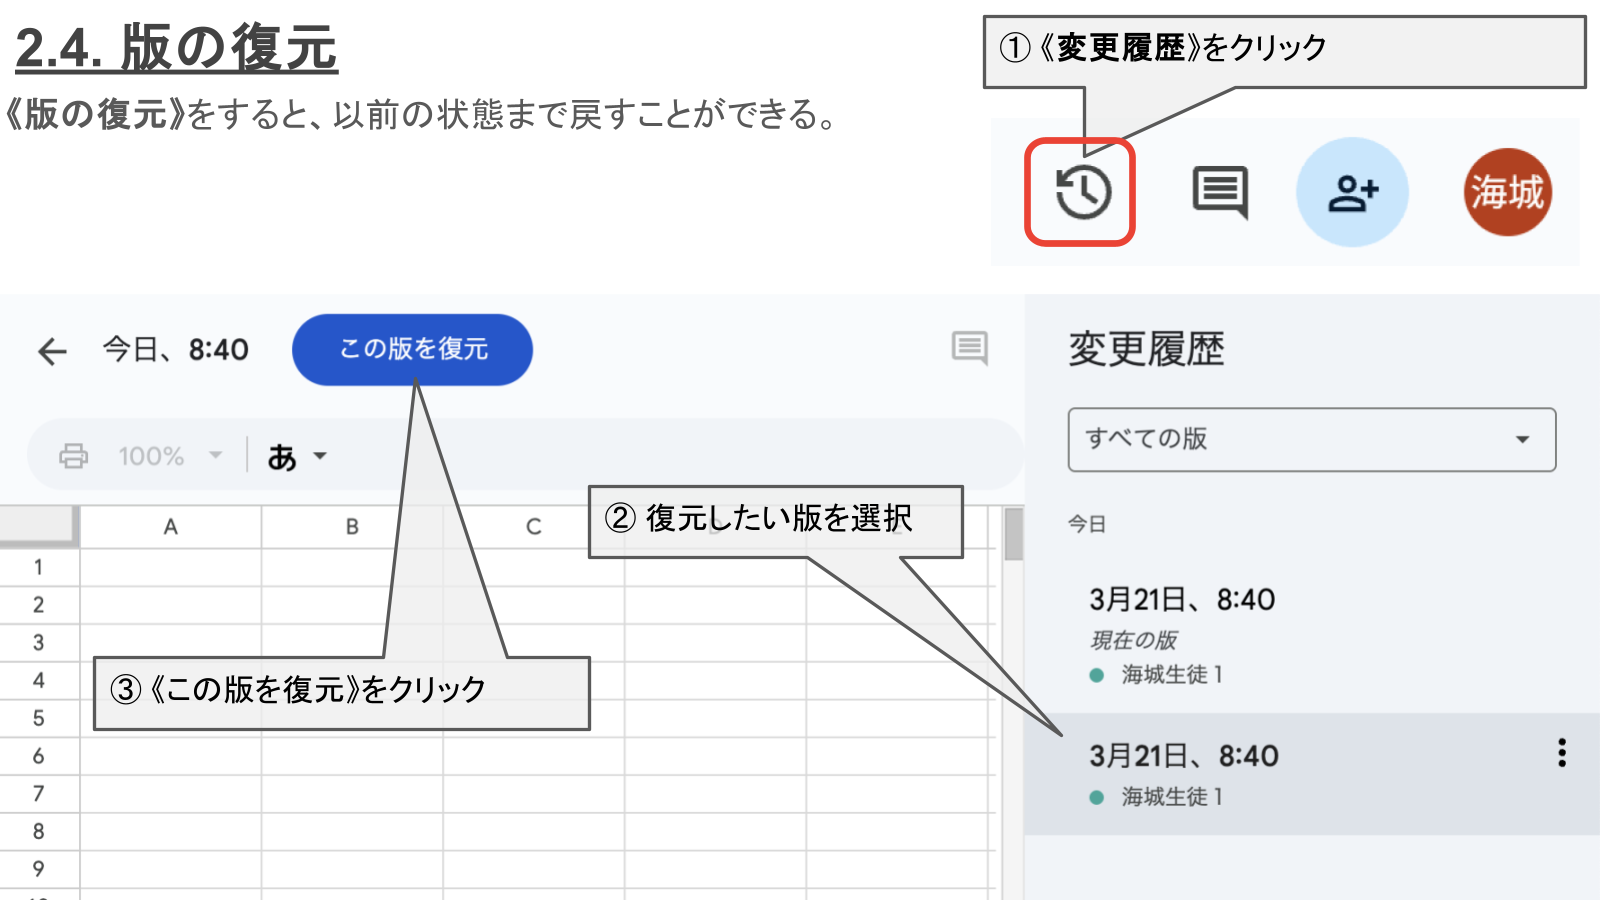 2.4. 版の復元
《版の復元》をすると、以前の状態まで戻すことができる。
①《変更履歴》をクリック
海城
今日、8:40
この版を復元
変更履歴
すべての版
100%
あ
A B C D
②復元したい版を選択
今日
1
2
3
4
5
6
7
8
9
3月21日、8:40
現在の版
海城生徒1
③《この版を復元》をクリック
3月21日、8:40
海城生徒1